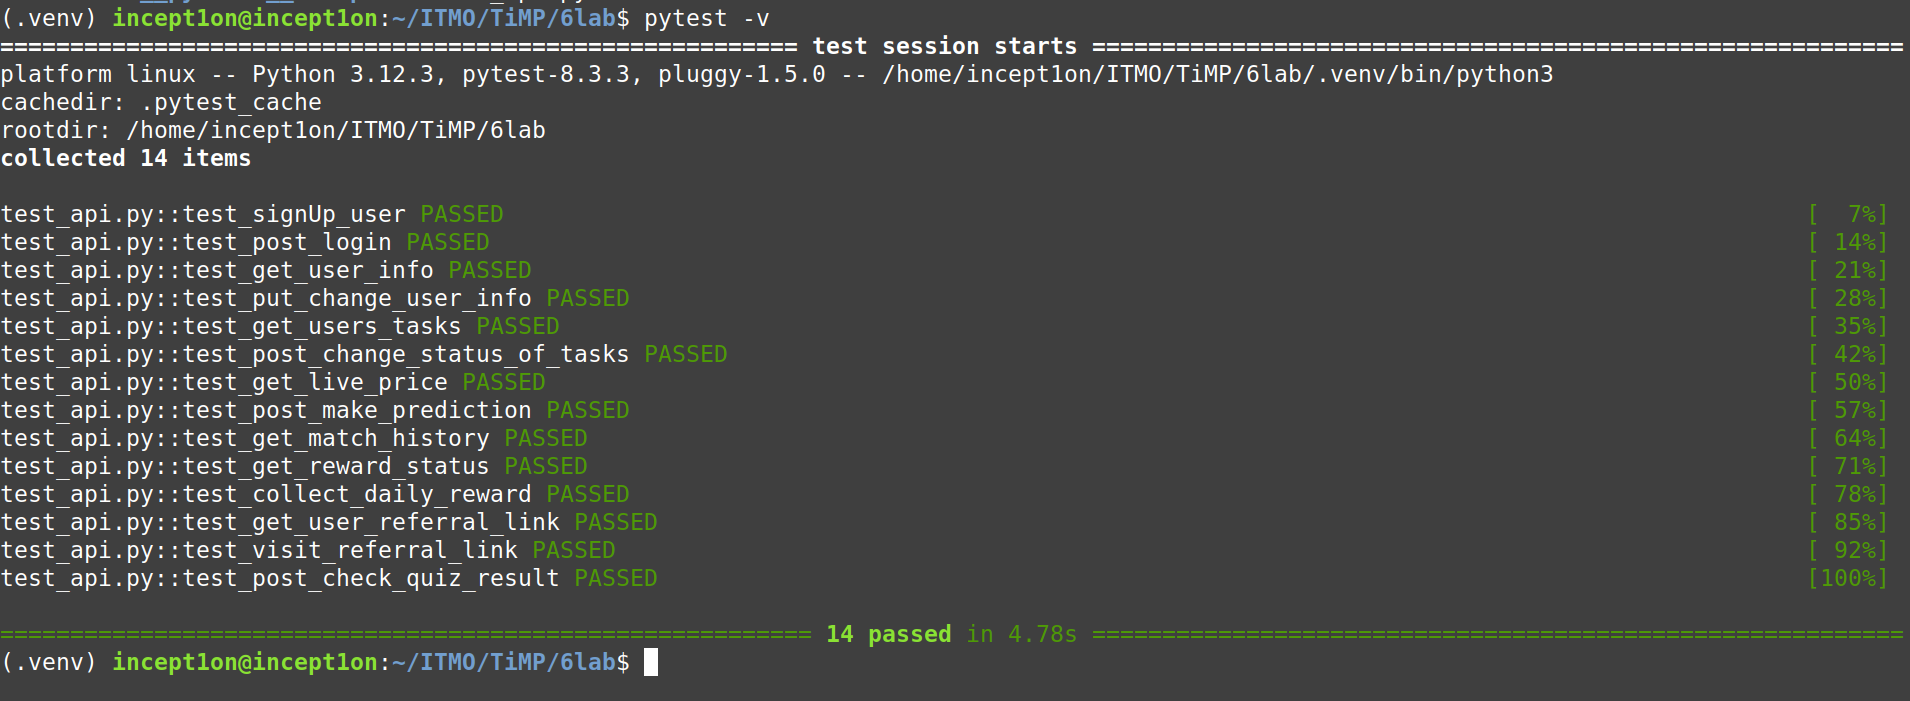 (.venv) incept1on@incept1on:~/ITMO/TiMP/6lab$ pytest -v
========================================================= test session starts ==========================================================
platform linux -- Python 3.12.3, pytest-8.3.3, pluggy-1.5.0 -- /home/incept1on/ITMO/TiMP/6lab/.venv/bin/python3
cachedir: .pytest_cache
rootdir: /home/incept1on/ITMO/TiMP/6lab
collected 14 items
test_api.py::test_signUp_user PASSED [  7%]
test_api.py::test_post_login PASSED [ 14%]
test_api.py::test_get_user_info PASSED [ 21%]
test_api.py::test_put_change_user_info PASSED [ 28%]
test_api.py::test_get_users_tasks PASSED [ 35%]
test_api.py::test_post_change_status_of_tasks PASSED [ 42%]
test_api.py::test_get_live_price PASSED [ 50%]
test_api.py::test_post_make_prediction PASSED [ 57%]
test_api.py::test_get_match_history PASSED [ 64%]
test_api.py::test_get_reward_status PASSED [ 71%]
test_api.py::test_collect_daily_reward PASSED [ 78%]
test_api.py::test_get_user_referral_link PASSED [ 85%]
test_api.py::test_visit_referral_link PASSED [ 92%]
test_api.py::test_post_check_quiz_result PASSED [100%]
========================================================== 14 passed in 4.78s ==========================================================
(.venv) incept1on@incept1on:~/ITMO/TiMP/6lab$